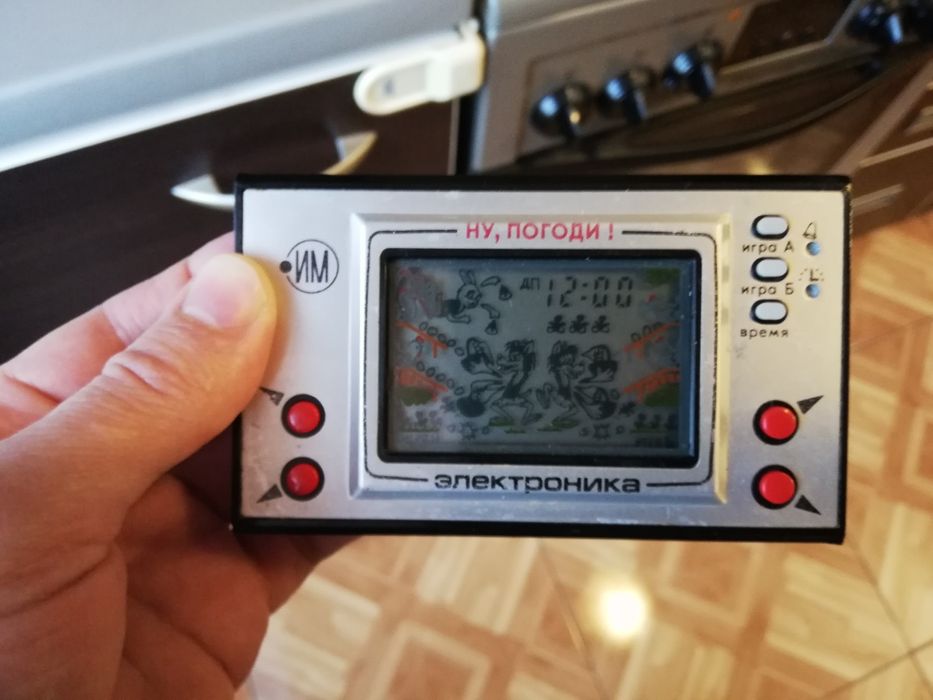 НУ, ПОГОДИ !
ИМ
ДП 12:00
игра А
игра Б
время
электроника